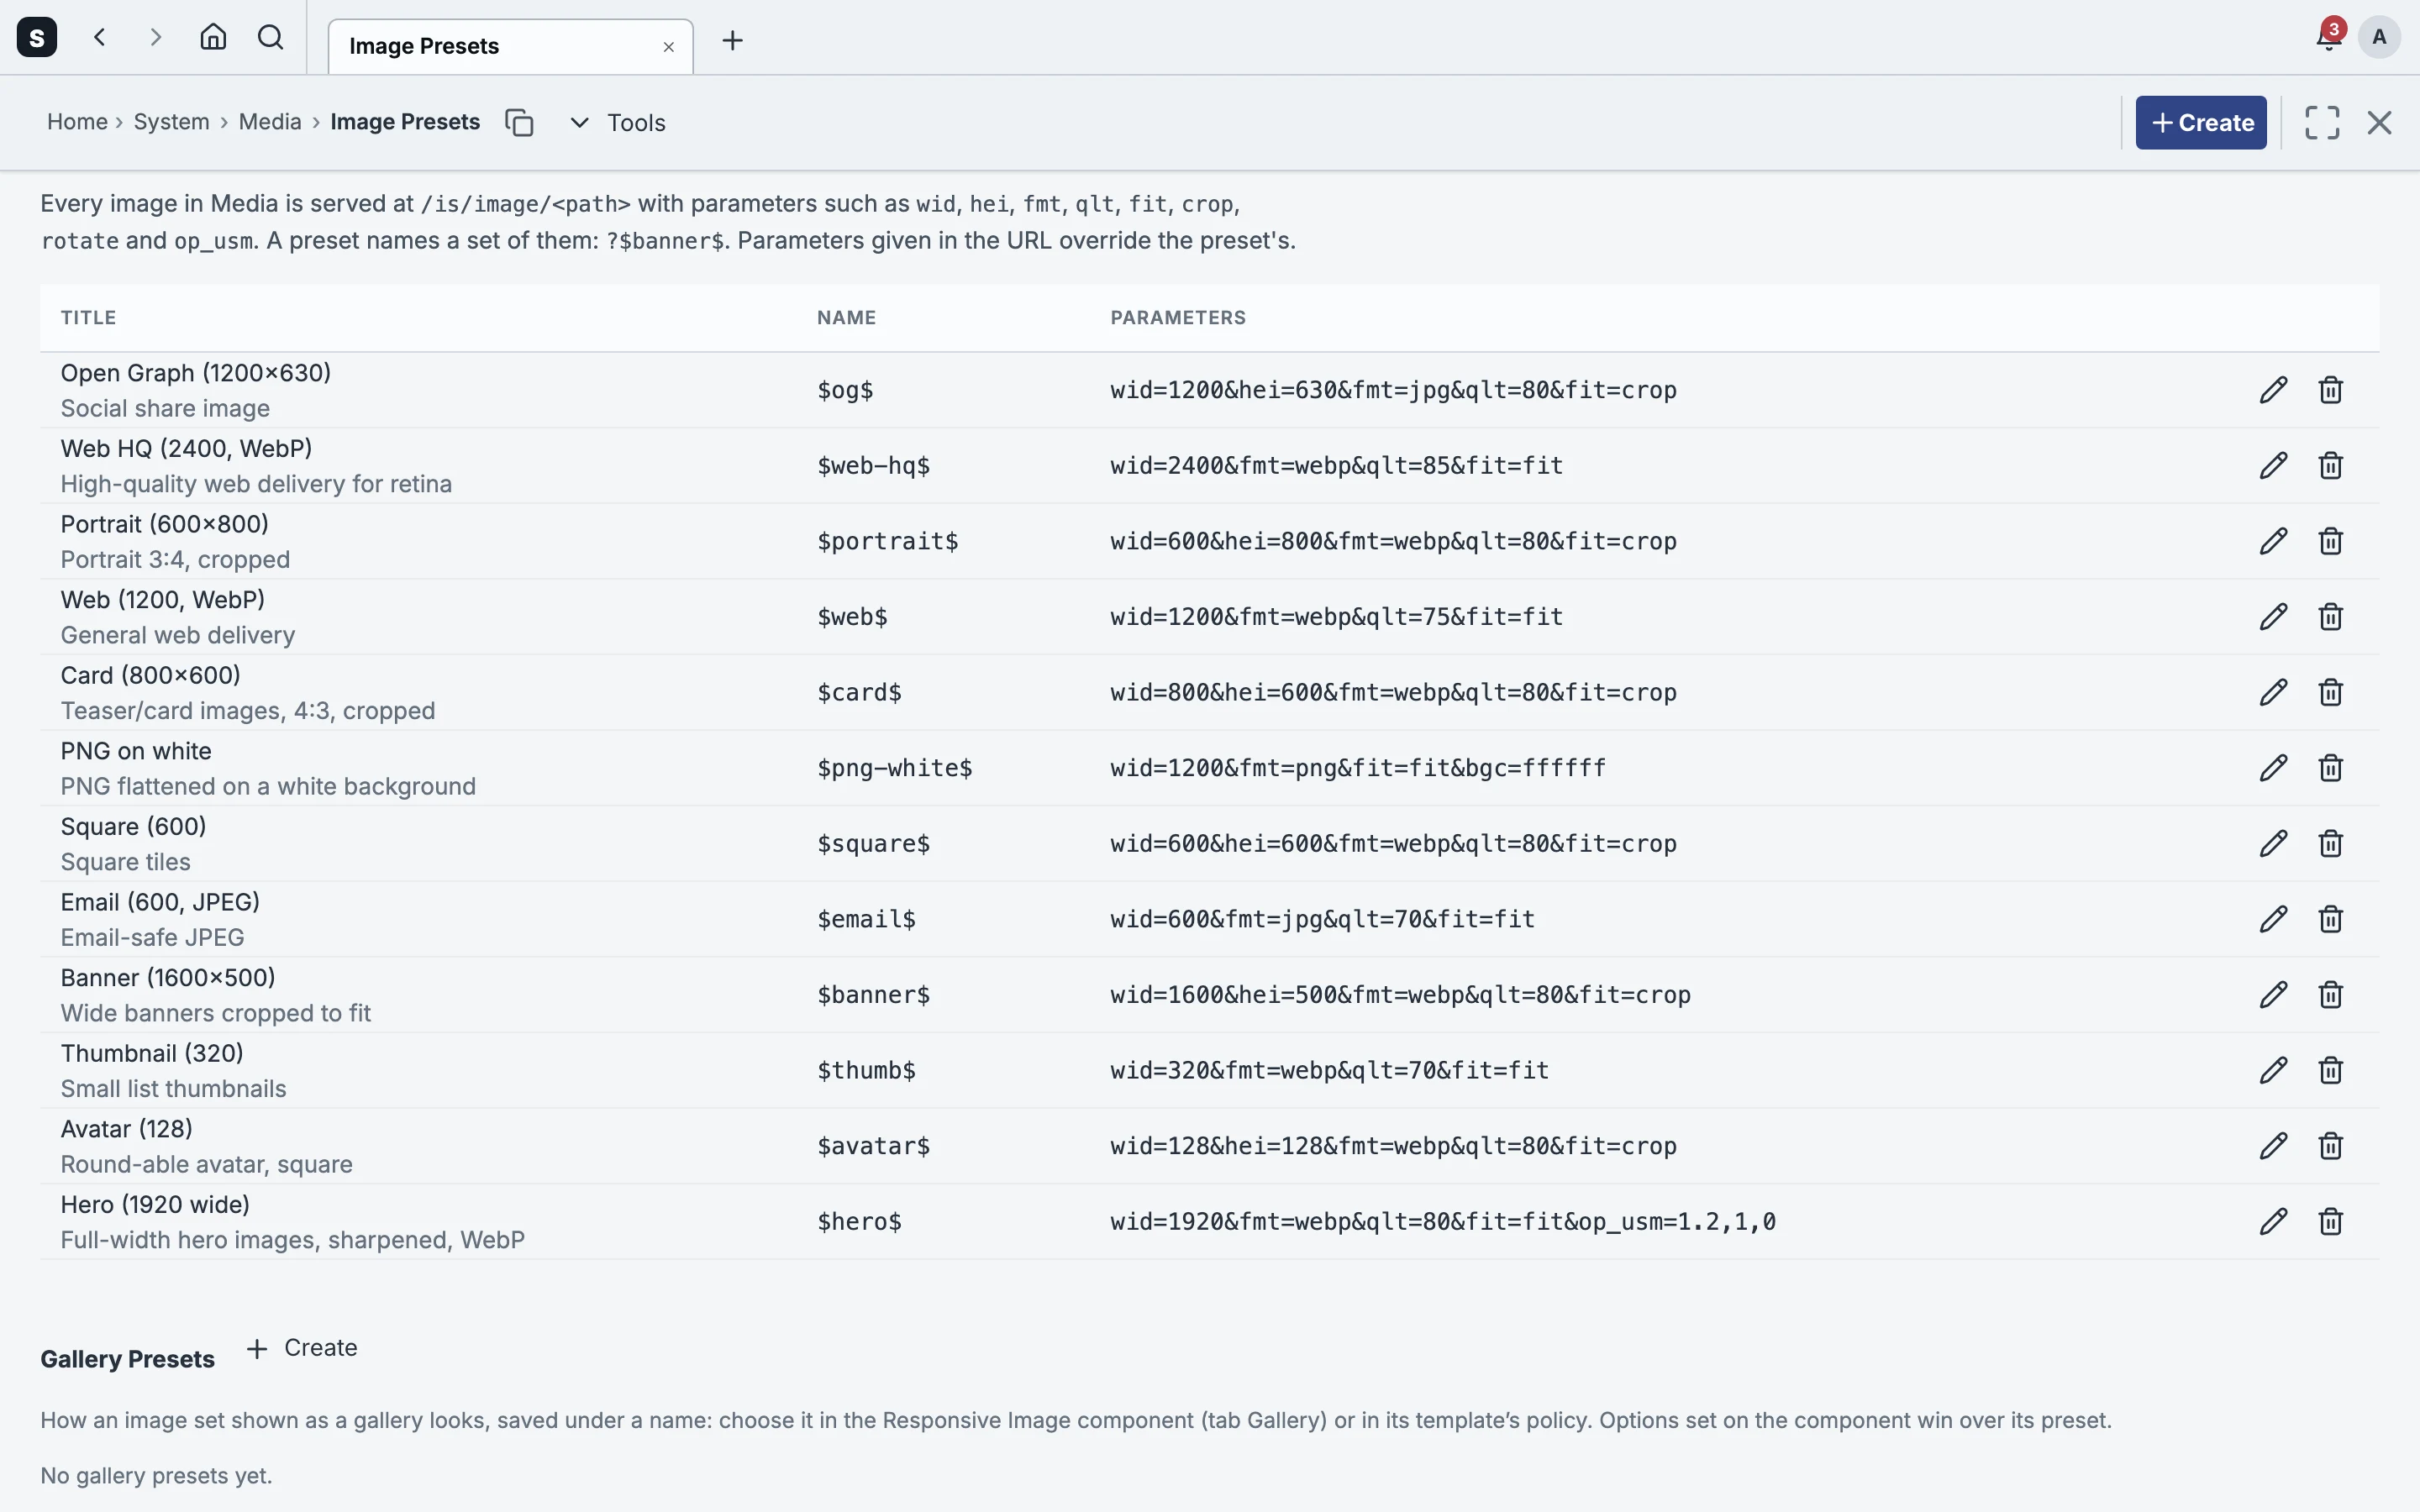 S
Image Presets
3
A
Home › System › Media › Image Presets
Tools
Create
Every image in Media is served at /is/image/<path> with parameters such as wid, hei, fmt, qlt, fit, crop,
rotate and op_usm. A preset names a set of them: ?$banner$. Parameters given in the URL override the preset's.
TITLE NAME PARAMETERS
Open Graph (1200×630)
Social share image
$og$
wid=1200&hei=630&fmt=jpg&qlt=80&fit=crop
Web HQ (2400, WebP)
High-quality web delivery for retina
$web-hq$
wid=2400&fmt=webp&qlt=85&fit=fit
Portrait (600×800)
Portrait 3:4, cropped
$portrait$
wid=600&hei=800&fmt=webp&qlt=80&fit=crop
Web (1200, WebP)
General web delivery
$web$
wid=1200&fmt=webp&qlt=75&fit=fit
Card (800×600)
Teaser/card images, 4:3, cropped
$card$
wid=800&hei=600&fmt=webp&qlt=80&fit=crop
PNG on white
PNG flattened on a white background
$png-white$
wid=1200&fmt=png&fit=fit&bgc=ffffff
Square (600)
Square tiles
$square$
wid=600&hei=600&fmt=webp&qlt=80&fit=crop
Email (600, JPEG)
Email-safe JPEG
$email$
wid=600&fmt=jpg&qlt=70&fit=fit
Banner (1600×500)
Wide banners cropped to fit
$banner$
wid=1600&hei=500&fmt=webp&qlt=80&fit=crop
Thumbnail (320)
Small list thumbnails
$thumb$
wid=320&fmt=webp&qlt=70&fit=fit
Avatar (128)
Round-able avatar, square
$avatar$
wid=128&hei=128&fmt=webp&qlt=80&fit=crop
Hero (1920 wide)
Full-width hero images, sharpened, WebP
$hero$
wid=1920&fmt=webp&qlt=80&fit=fit&op_usm=1.2,1,0
Gallery Presets
Create
How an image set shown as a gallery looks, saved under a name: choose it in the Responsive Image component (tab Gallery) or in its template’s policy. Options set on the component win over its preset.
No gallery presets yet.